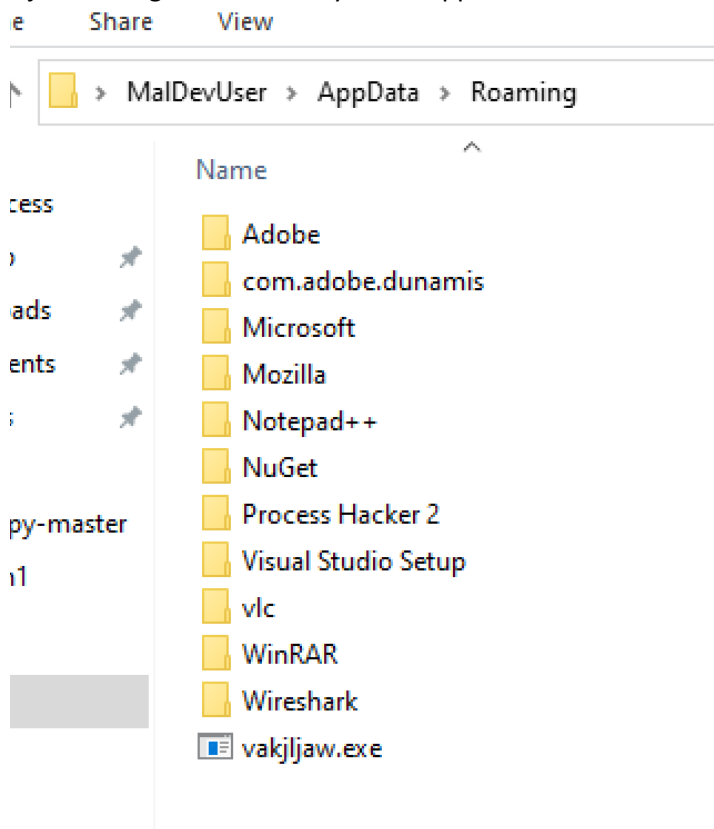 Share View
MalDevUser > AppData > Roaming
Name
cess
ads
ents
py-master
Adobe
com.adobe.dunamis
Microsoft
Mozilla
Notepad++
NuGet
Process Hacker 2
Visual Studio Setup
vlc
WinRAR
Wireshark
vakjljaw.exe